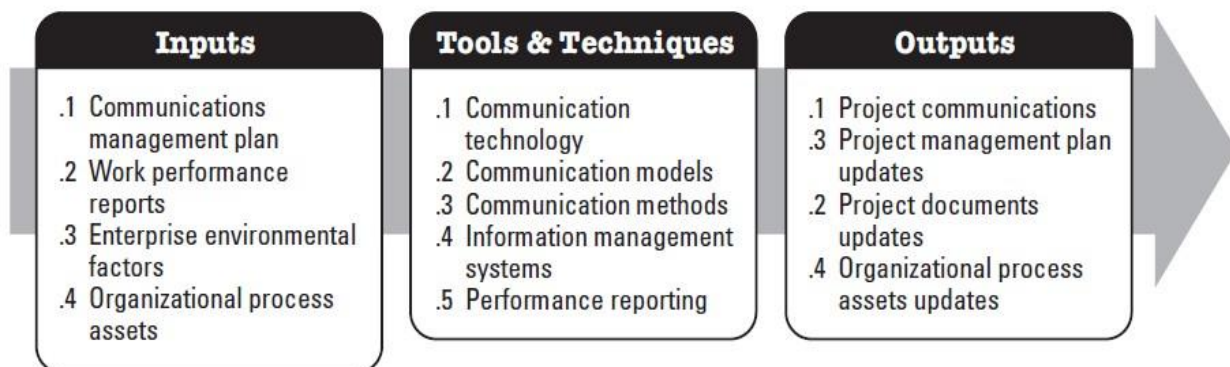 Inputs
.1 Communications
management plan
.2 Work performance
reports
.3 Enterprise environmental
factors
.4 Organizational process
assets
Tools & Techniques
.1 Communication
technology
.2 Communication models
.3 Communication methods
.4 Information management
systems
.5 Performance reporting
Outputs
.1 Project communications
.3 Project management plan
updates
.2 Project documents
updates
.4 Organizational process
assets updates